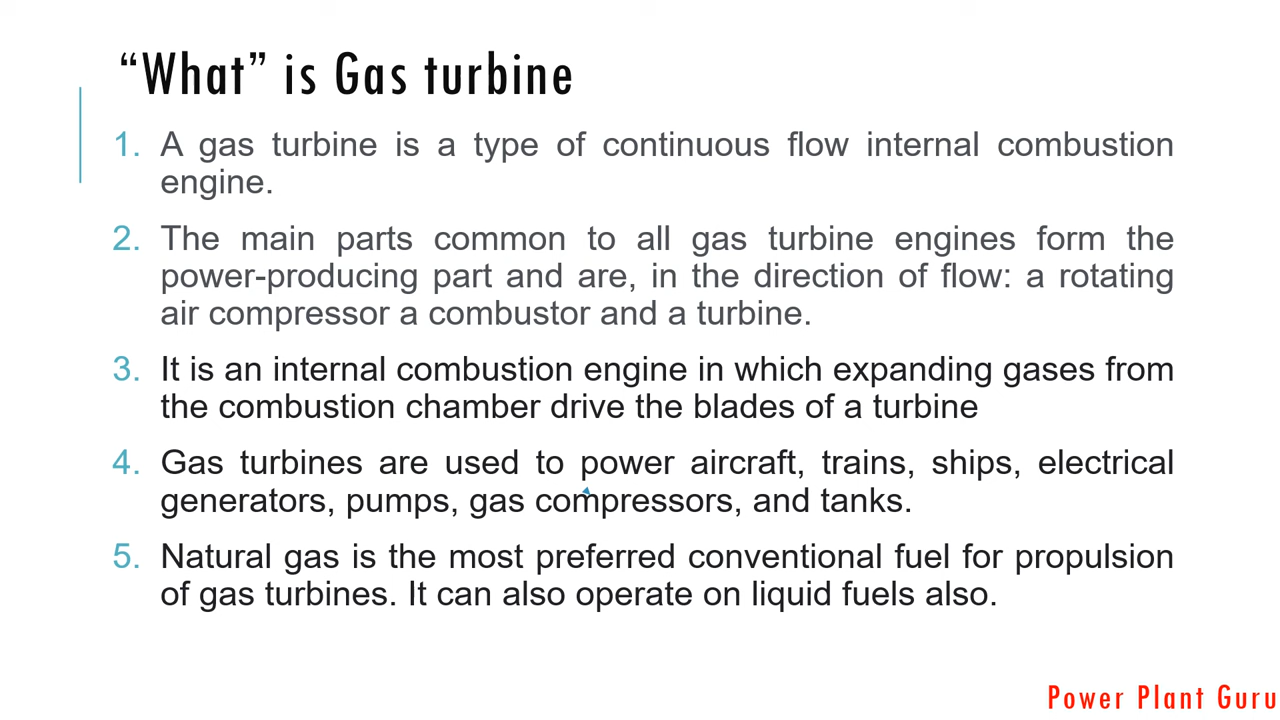 “What” is Gas turbine
1. A gas turbine is a type of continuous flow internal combustion
engine.
2. The main parts common to all gas turbine engines form the
power-producing part and are, in the direction of flow: a rotating
air compressor a combustor and a turbine.
3. It is an internal combustion engine in which expanding gases from
the combustion chamber drive the blades of a turbine
4. Gas turbines are used to power aircraft, trains, ships, electrical
generators, pumps, gas compressors, and tanks.
5. Natural gas is the most preferred conventional fuel for propulsion
of gas turbines. It can also operate on liquid fuels also.
Power Plant Guru